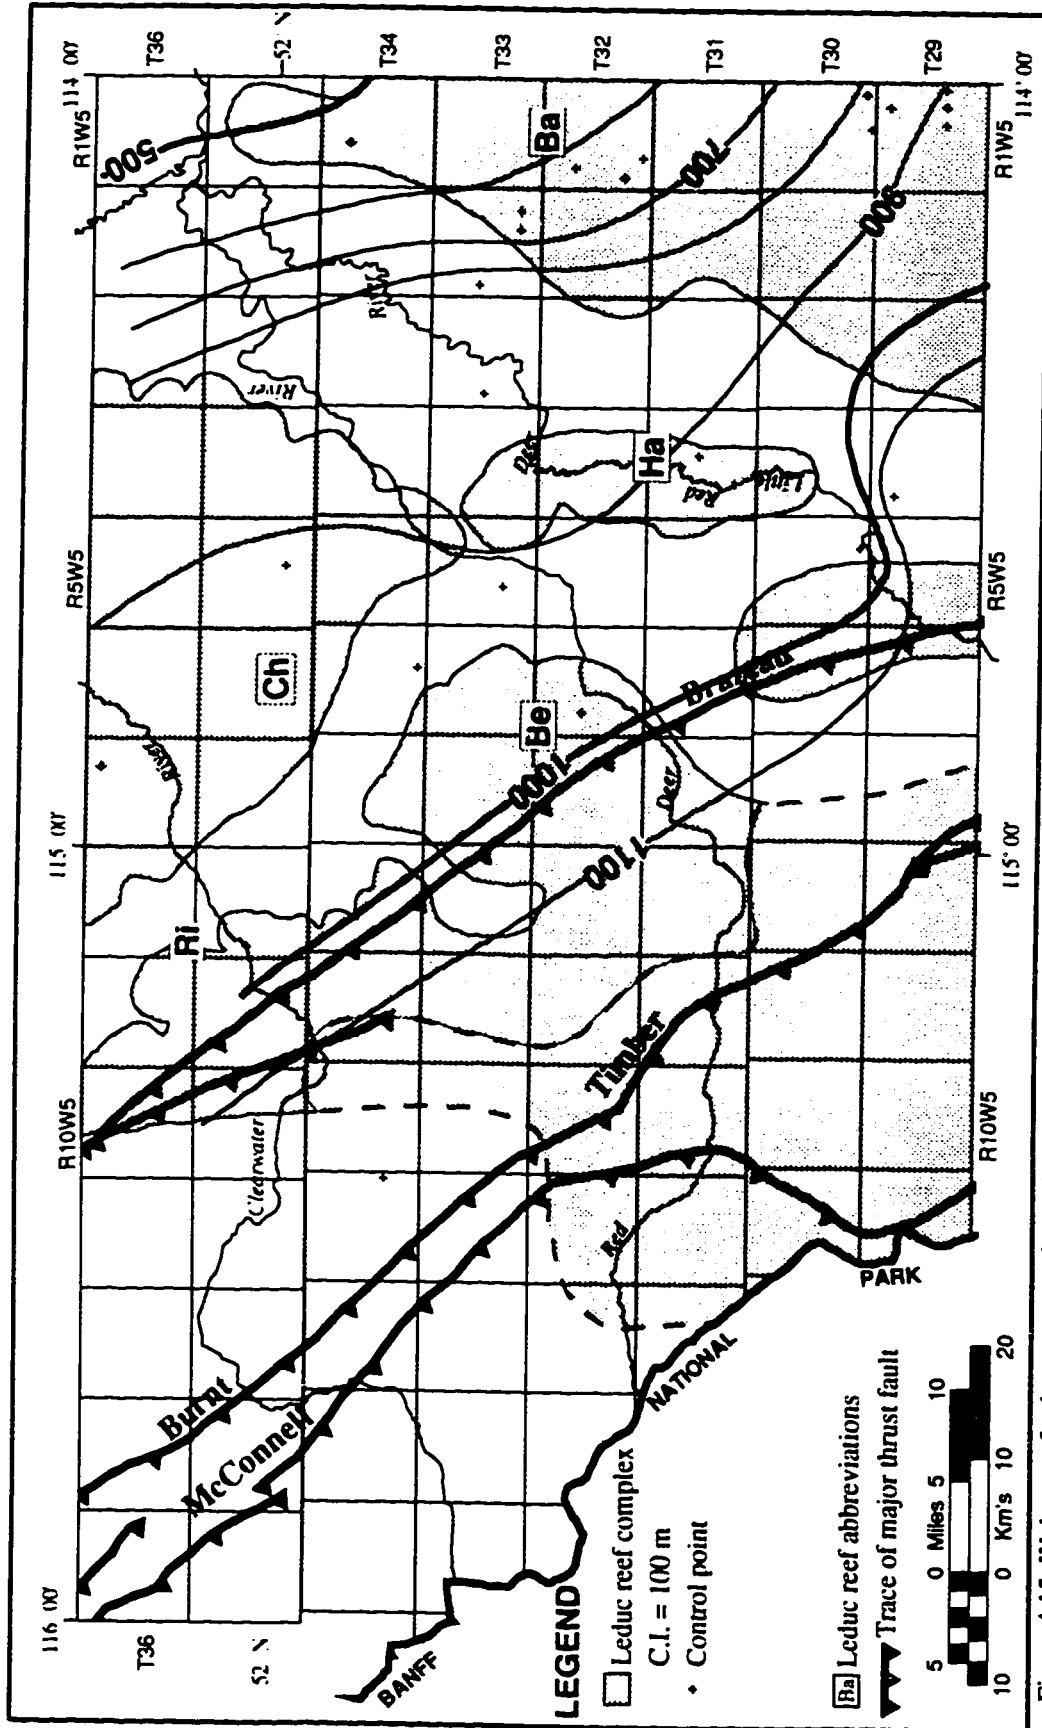 114 00'
T36
52 N
T34
T33
T32
T31
T30
T29
114° 00'
R1W5
R1W5
500
700
900
Ba
River
River
Deer
Ha
Red
Little
R5W5
R5W5
Ch
River
Be
Brazeau
1000
Deer
1100
115 00'
115° 00'
Ri
Timber
R10W5
R10W5
Clearwater
Red
PARK
NATIONAL
Burnt
McConnell
116 00'
T36
52 N
BANFF
LEGEND
Leduc reef complex
C.I. = 100 m
Control point
Ba Leduc reef abbreviations
Trace of major thrust fault
5 0 Miles 5 10
10 0 Km's 10 20